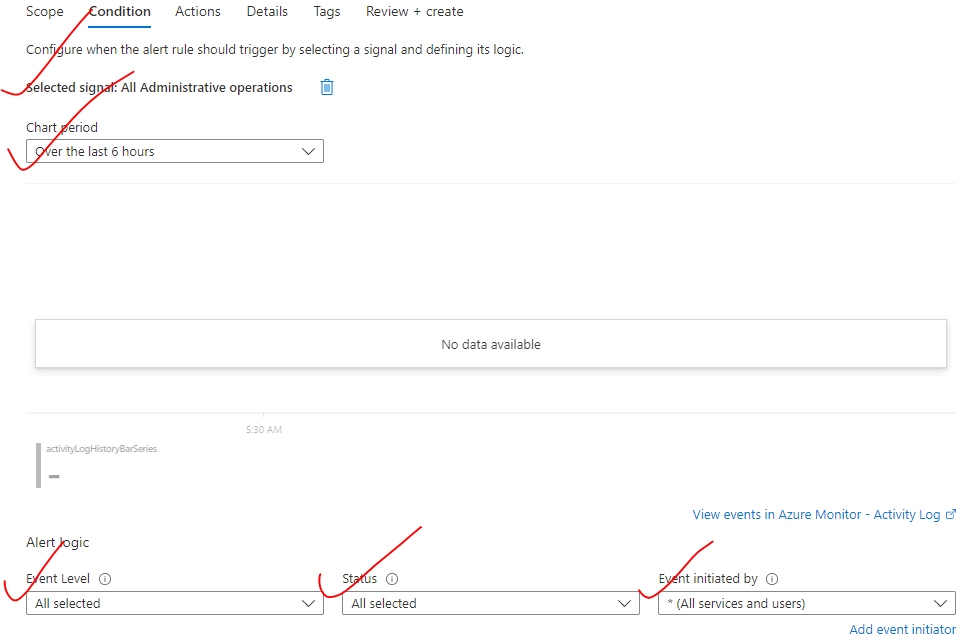 Scope Condition Actions Details Tags Review + create
Configure when the alert rule should trigger by selecting a signal and defining its logic.
Selected signal: All Administrative operations
Chart period
Over the last 6 hours
No data available
5:30 AM
activityLogHistoryBarSeries
--
View events in Azure Monitor - Activity Log
Alert logic
Event Level Status Event initiated by
All selected All selected * (All services and users)
Add event initiator